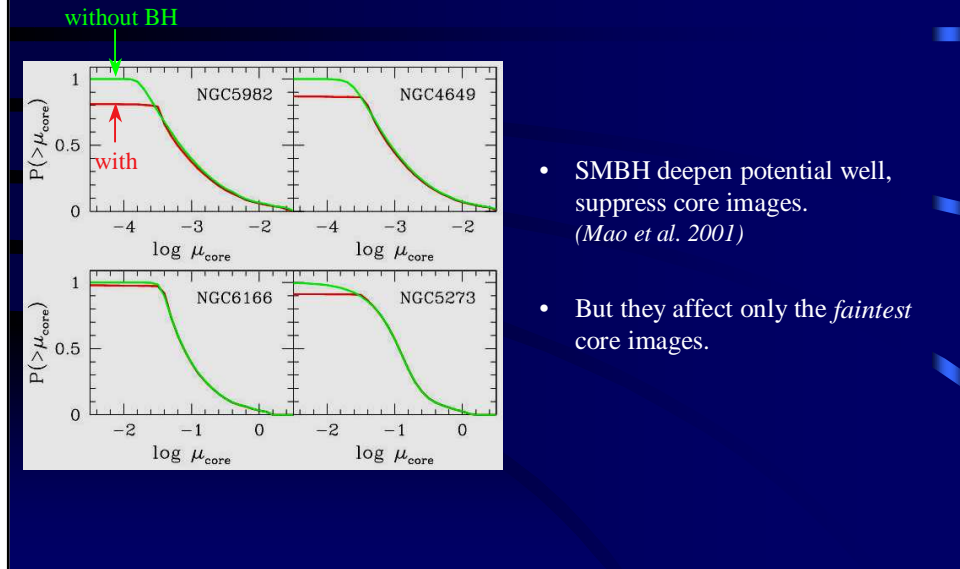 without BH
with
P(>μcore)
1
0.5
0
NGC5982
NGC4649
−4 −3 −2
−4 −3 −2
log μcore
log μcore
P(>μcore)
1
0.5
0
NGC6166
NGC5273
−2 −1 0
−2 −1 0
log μcore
log μcore
• SMBH deepen potential well,
suppress core images.
(Mao et al. 2001)
• But they affect only the faintest
core images.